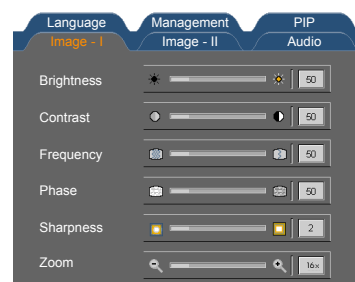 Language Management PIP
Image - I Image - II Audio
Brightness 50
Contrast 50
Frequency 50
Phase 50
Sharpness 2
Zoom 16x